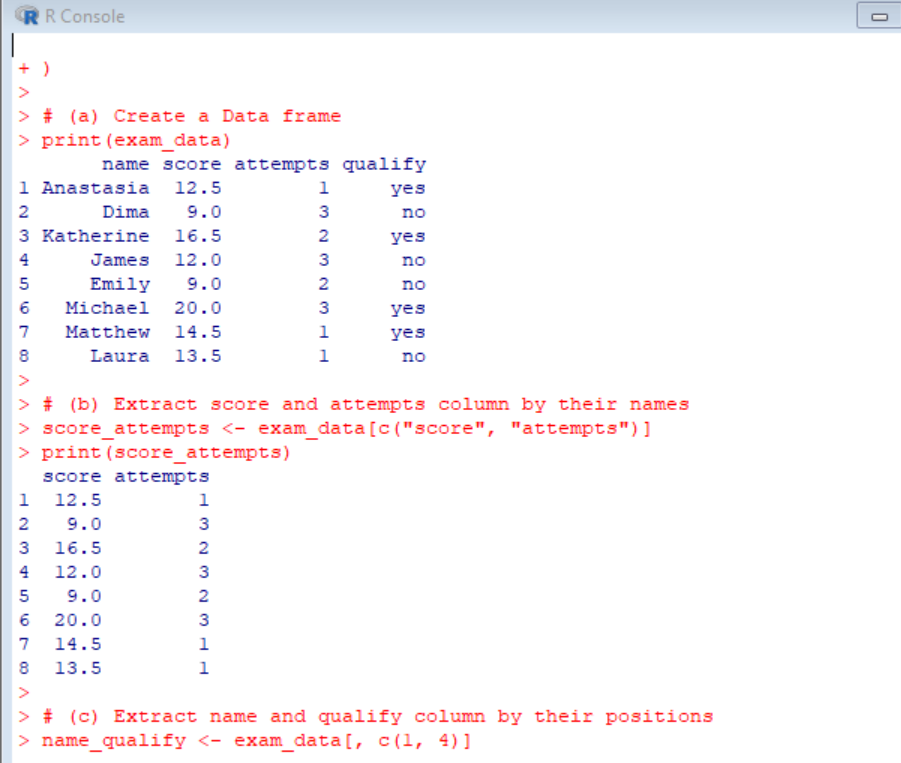 R Console
+ )
>
> # (a) Create a Data frame
> print(exam_data)
       name score attempts qualify
1 Anastasia  12.5        1     yes
2      Dima   9.0        3      no
3 Katherine  16.5        2     yes
4     James  12.0        3      no
5     Emily   9.0        2      no
6   Michael  20.0        3     yes
7   Matthew  14.5        1     yes
8     Laura  13.5        1      no
>
> # (b) Extract score and attempts column by their names
> score_attempts <- exam_data[c("score", "attempts")]
> print(score_attempts)
  score attempts
1  12.5        1
2   9.0        3
3  16.5        2
4  12.0        3
5   9.0        2
6  20.0        3
7  14.5        1
8  13.5        1
>
> # (c) Extract name and qualify column by their positions
> name_qualify <- exam_data[, c(1, 4)]